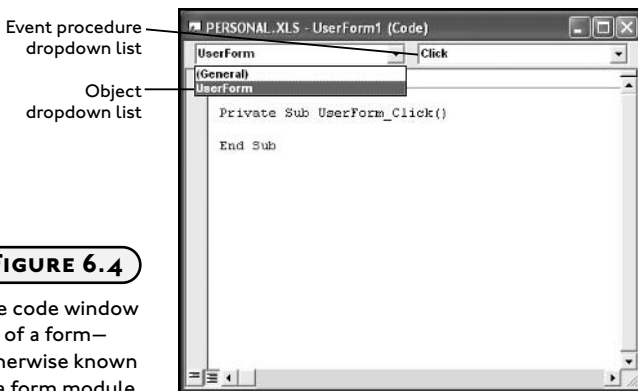 Event procedure
dropdown list
Object
dropdown list
PERSONAL.XLS - UserForm1 (Code)
UserForm
Click
(General)
UserForm
Private Sub UserForm_Click()
End Sub
FIGURE 6.4
e code window
of a form—
herwise known
a form module.